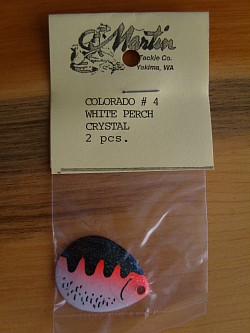 Martin
Tackle Co.
Yakima, WA
COLORADO # 4
WHITE PERCH
CRYSTAL
2 pcs.